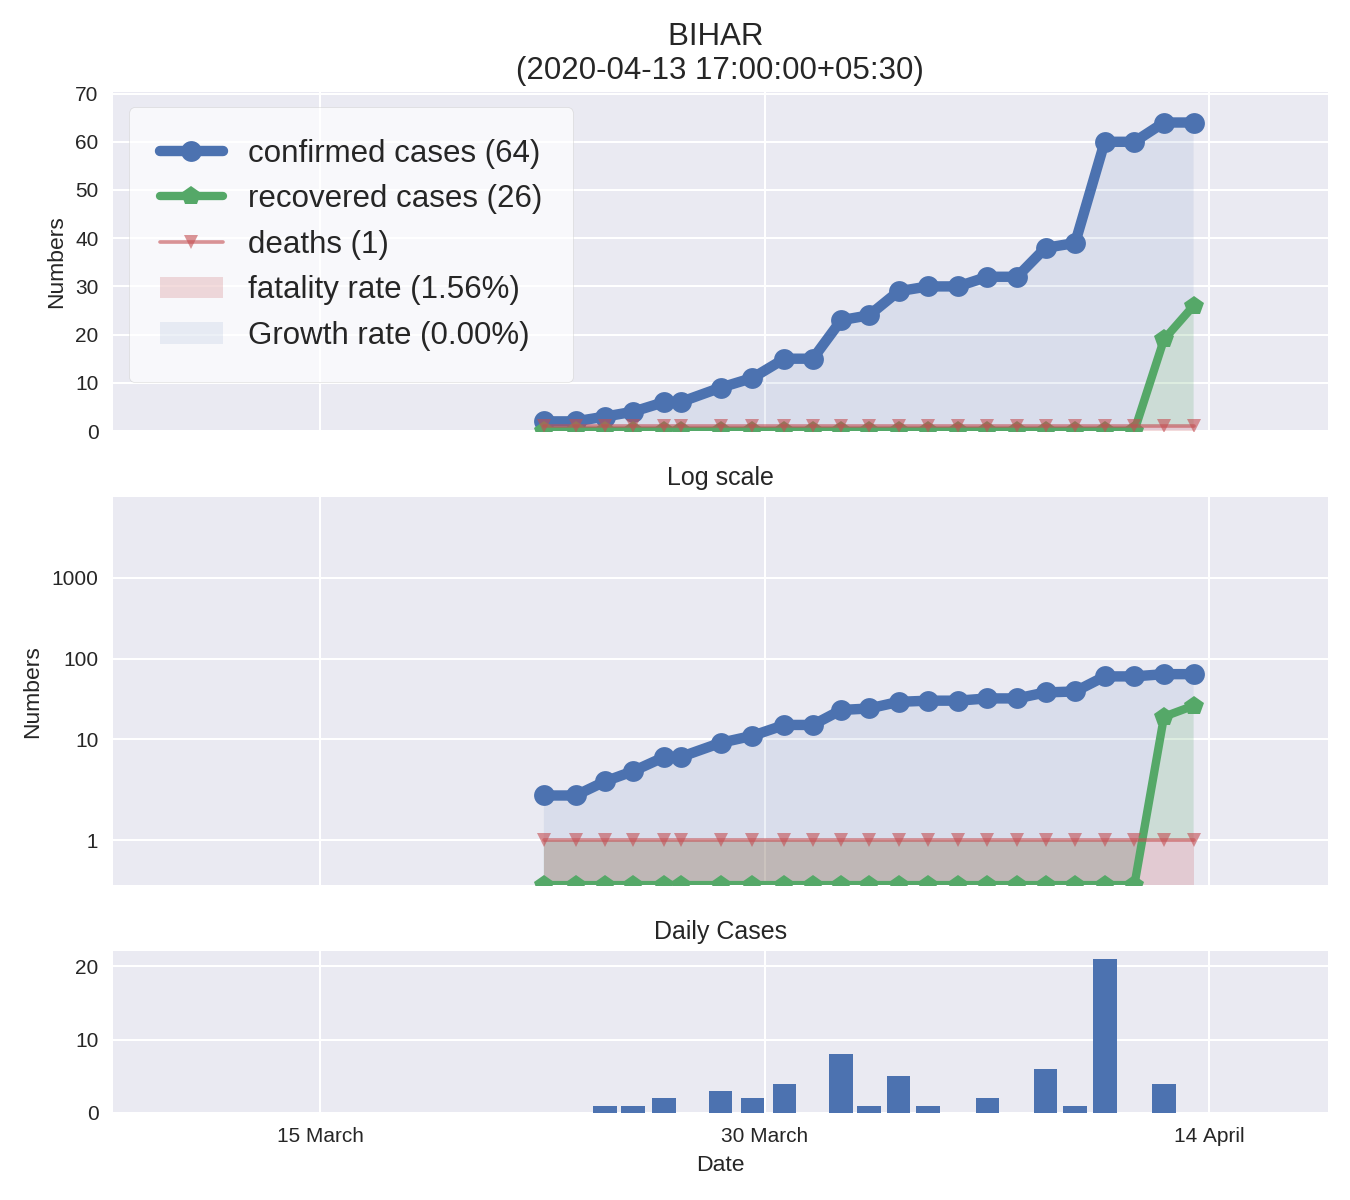 BIHAR
(2020-04-13 17:00:00+05:30)
70
60
50
40
30
20
10
0
Numbers
confirmed cases (64)
recovered cases (26)
deaths (1)
fatality rate (1.56%)
Growth rate (0.00%)
Log scale
1000
100
10
1
Numbers
Daily Cases
20
10
0
15 March
30 March
14 April
Date